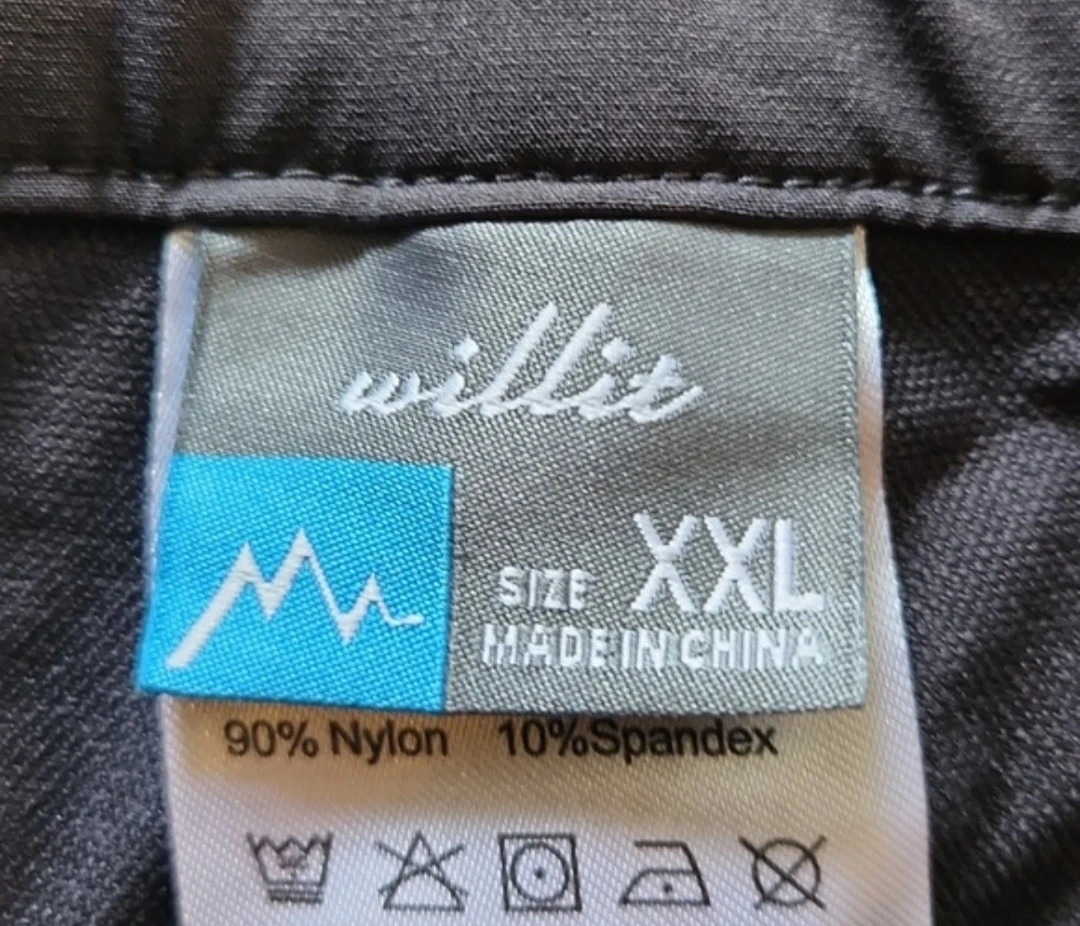 willit
SIZE XXL
MADE IN CHINA
90% Nylon 10%Spandex